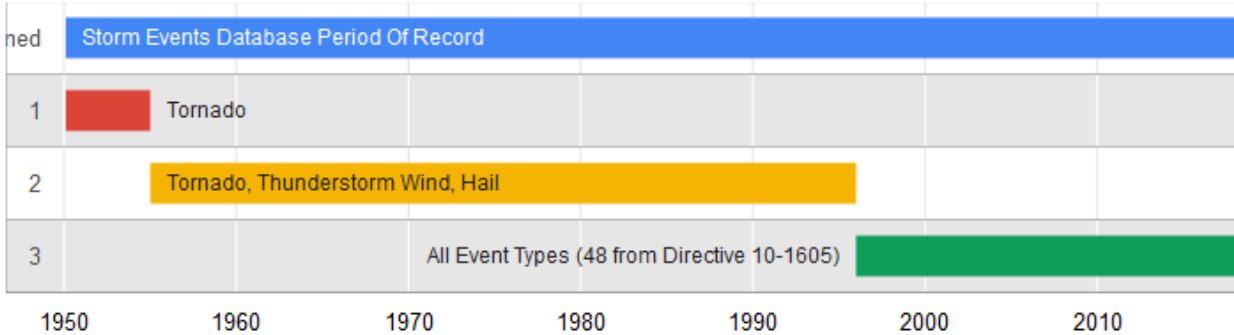 ned Storm Events Database Period Of Record
1 Tornado
2 Tornado, Thunderstorm Wind, Hail
3 All Event Types (48 from Directive 10-1605)
1950 1960 1970 1980 1990 2000 2010